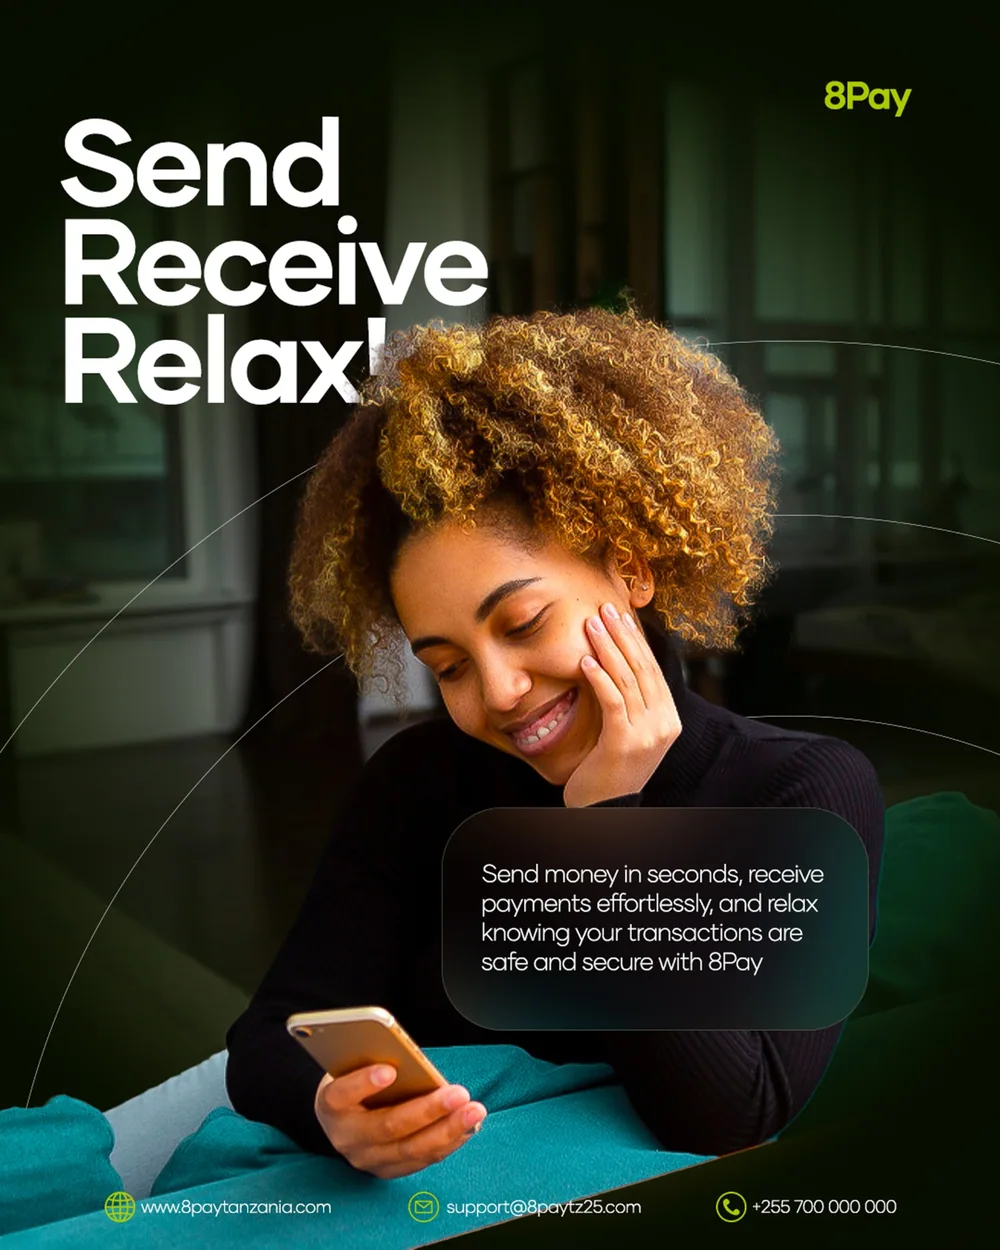 8Pay
Send
Receive
Relax!
Send money in seconds, receive
payments effortlessly, and relax
knowing your transactions are
safe and secure with 8Pay
www.8paytanzania.com
support@8paytz25.com
+255 700 000 000